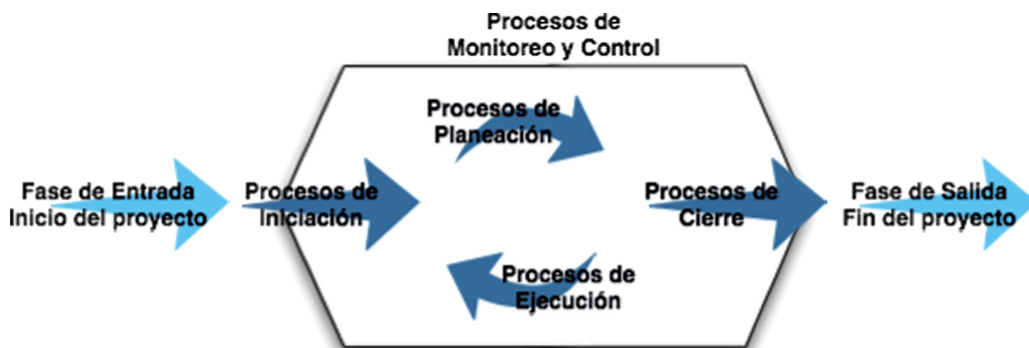 Procesos de
Monitoreo y Control
Procesos de
Planeación
Fase de Entrada
Inicio del proyecto
Procesos de
Iniciación
Procesos de
Cierre
Fase de Salida
Fin del proyecto
Procesos de
Ejecución